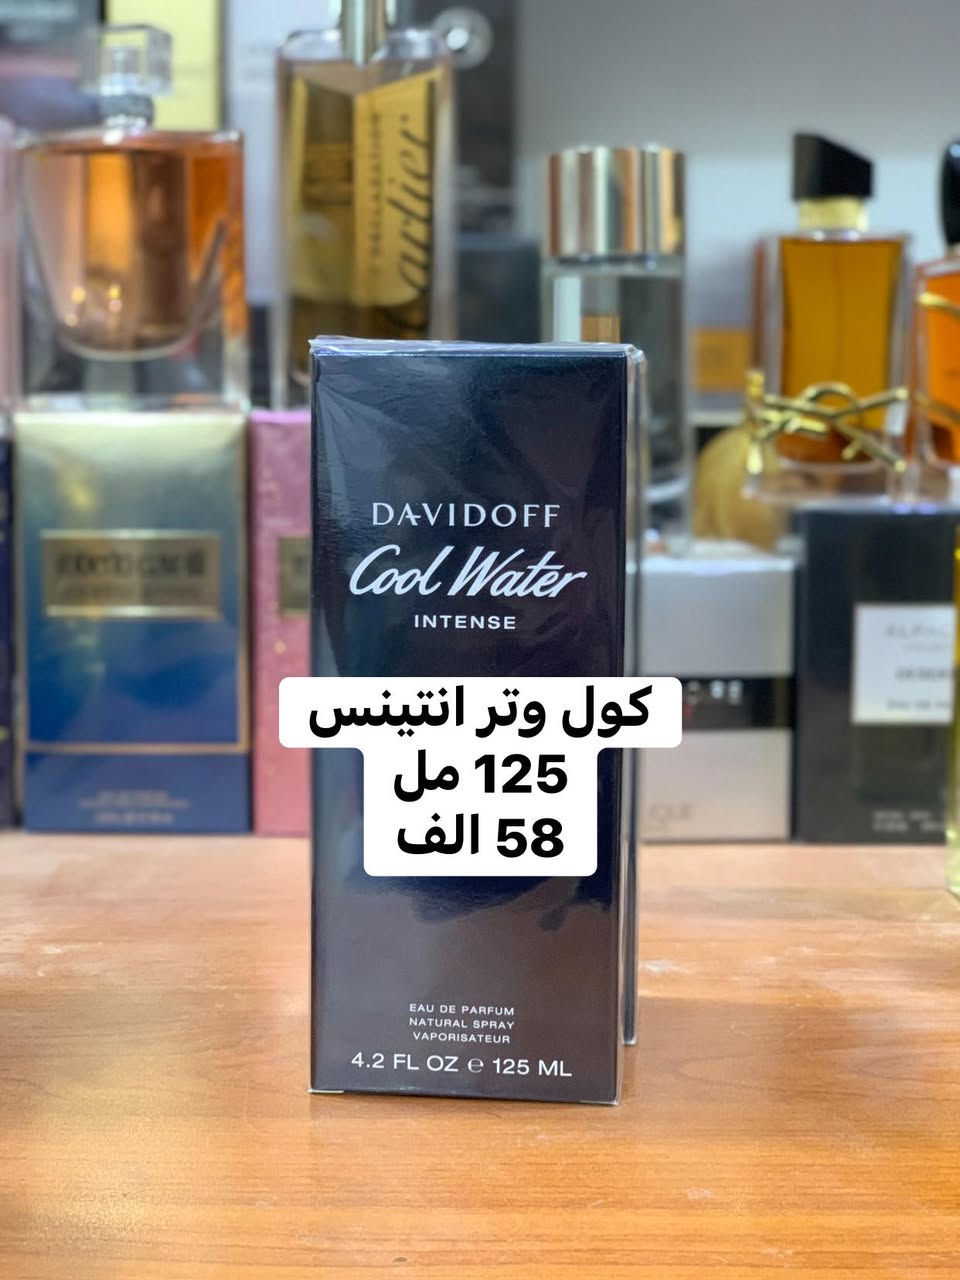 Cartier
DAVIDOFF
Cool Water
INTENSE
كول وتر انتينس
125 مل
58 الف
EAU DE PARFUM
NATURAL SPRAY
VAPORISATEUR
4.2 FL OZ ℮ 125 ML